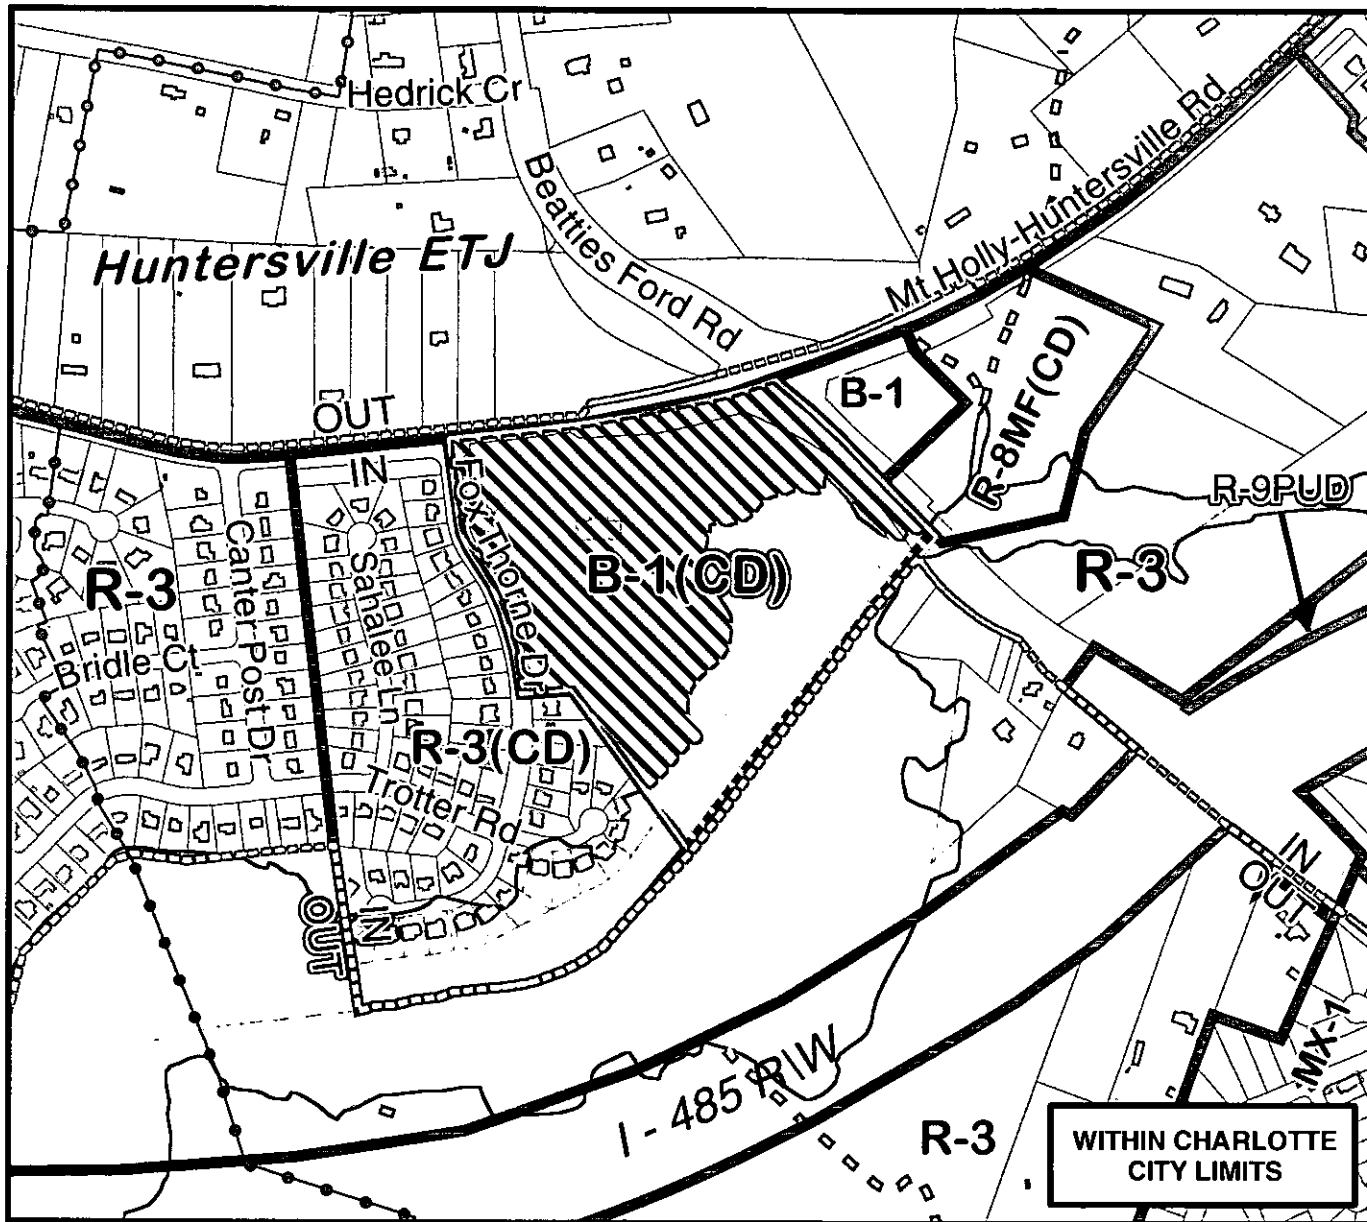 Hedrick Cr
Beatties Ford Rd
Mt Holly-Huntersville Rd
Huntersville ETJ
OUT
B-1
R-8MF(CD)
IN
Fox Thorne Dr
R-9PUD
Canter Post Dr
Sahalee Ln
B-1(CD)
R-3
R-3
Bridle Ct
R-3(CD)
Trotter Rd
IN
OUT
IN
OUT
MX-1
I - 485 R/W
R-3
WITHIN CHARLOTTE
CITY LIMITS